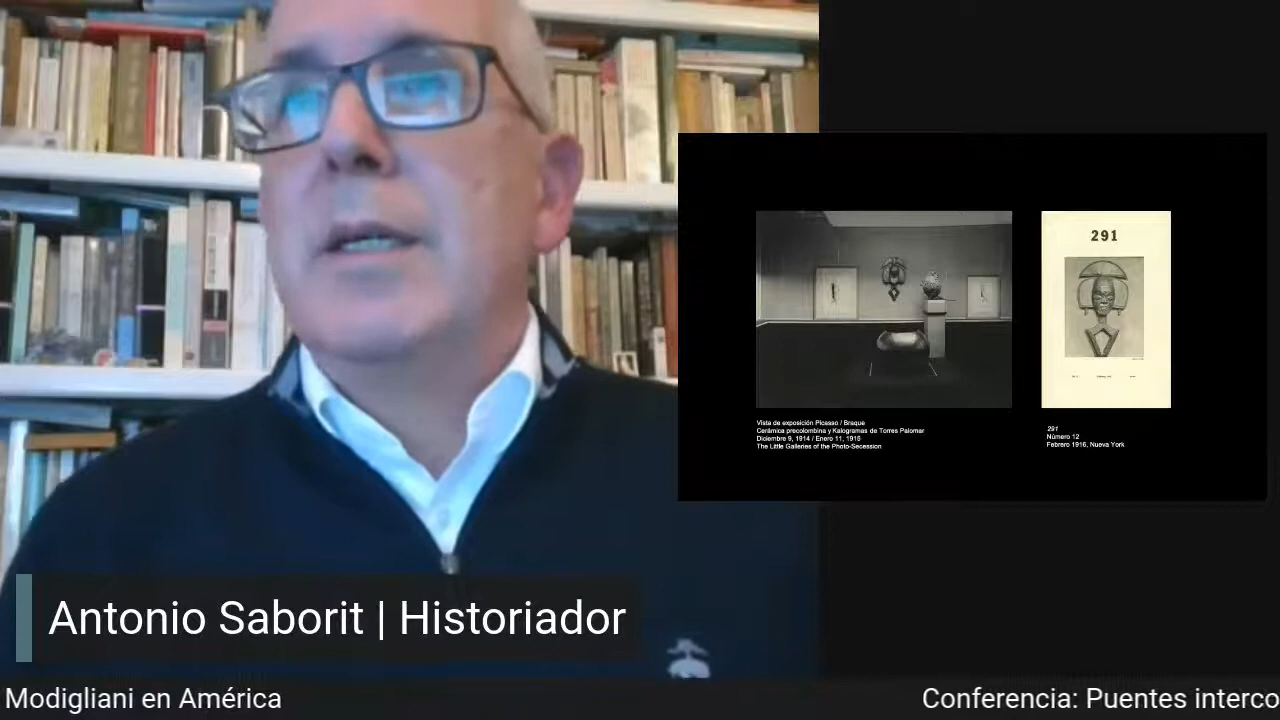 291
Vista de exposición Picasso / Braque
Cerámica precolombina y Kalogramas de Torres Palomar
Diciembre 9, 1914 / Enero 11, 1916
The Little Galleries of the Photo-Secession
291
Número 12
Febrero 1916, Nueva York
Antonio Saborit | Historiador
Modigliani en América
Conferencia: Puentes interco